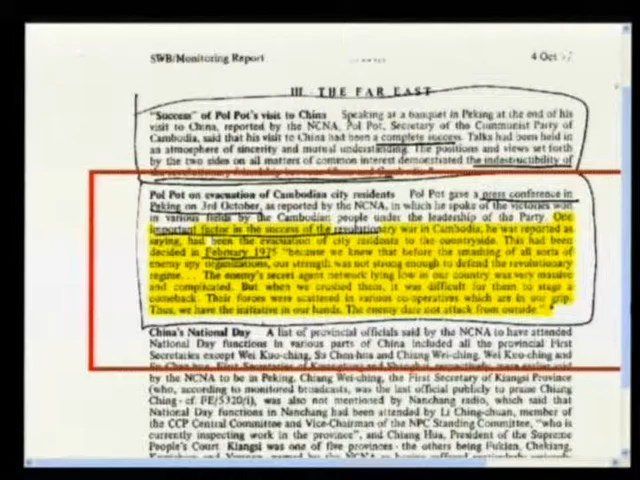 SWB/Monitoring Report 4 Oct 77
III - THE FAR EAST
"Success" of Pol Pot's visit to China Speaking at a banquet in Peking at the end of his
visit to China, reported by the NCNA, Pol Pot, Secretary of the Communist Party of
Cambodia, said that his visit to China had been a complete success. Talks had been held in
an atmosphere of sincerity and mutual understanding. The positions and views set forth
by the two sides on all matters of common interest demonstrated the indestructibility of
Pol Pot on evacuation of Cambodian city residents Pol Pot gave a press conference in
Peking on 3rd October, as reported by the NCNA, in which he spoke of the victories won
in various fields by the Cambodian people under the leadership of the Party. One
important factor in the success of the revolutionary war in Cambodia, he was reported as
saying, had been the evacuation of city residents to the countryside. This had been
decided in February 1975 "because we knew that before the smashing of all sorts of
enemy spy organizations, our strength was not strong enough to defend the revolutionary
regime... The enemy's secret agent network lying low in our country was very massive
and complicated. But when we crushed them, it was difficult for them to stage a
comeback. Their forces were scattered in various co-operatives which are in our grip.
Thus, we have the initiative in our hands. The enemy dare not attack from outside."
China's National Day A list of provincial officials said by the NCNA to have attended
National Day functions in various parts of China included all the provincial First
Secretaries except Wei Kuo-ching, Su Chen-hua and Chiang Wei-ching. Wei Kuo-ching and
by the NCNA to be in Peking. Chiang Wei-ching, the First Secretary of Kiangsi Province
(who, according to monitored broadcasts, was the last official publicly to praise Chiang
Ching - cf FE/5320/i), was also not mentioned by Nanchang radio, which said that
National Day functions in Nanchang had been attended by Li Ching-chuan, member of
the CCP Central Committee and Vice-Chairman of the NPC Standing Committee, "who is
currently inspecting work in the province", and Chiang Hua, President of the Supreme
People's Court. Kiangsi was one of five provinces - the others being Fukien, Chekiang,